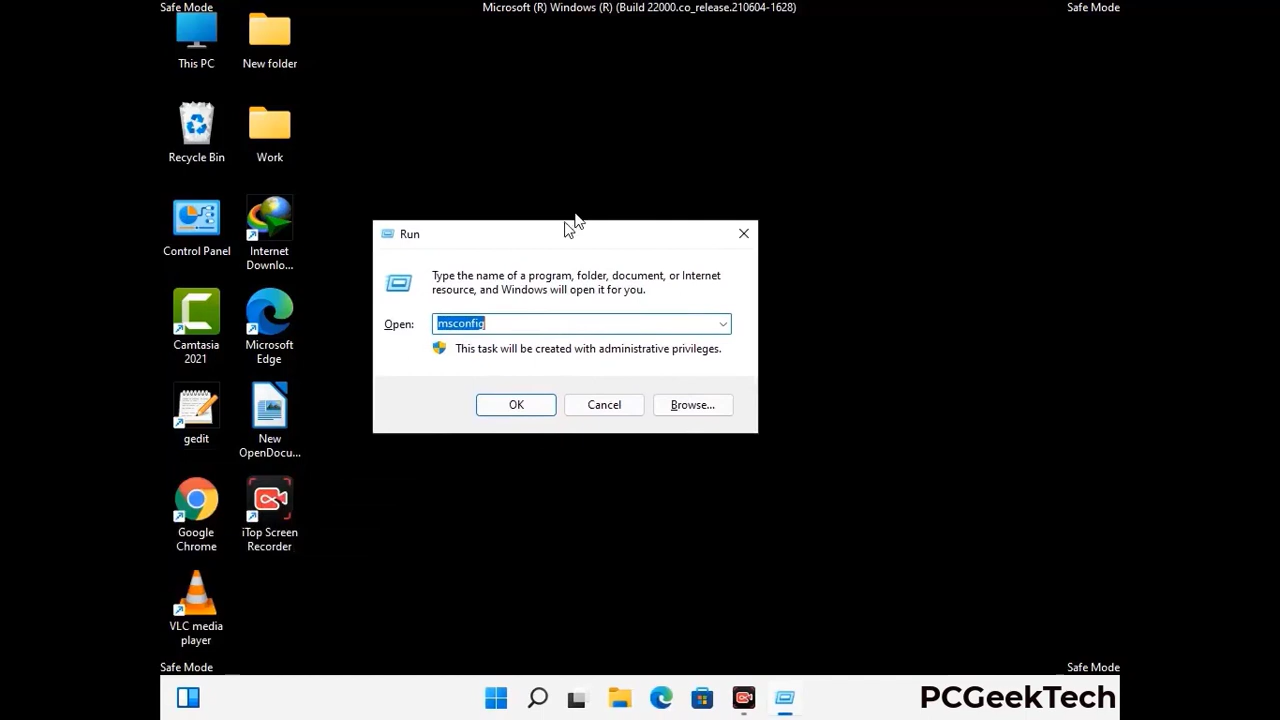 Safe Mode
Microsoft (R) Windows (R) (Build 22000.co_release.210604-1628)
Safe Mode
This PC
New folder
Recycle Bin
Work
Control Panel
Internet
Downlo...
Camtasia
2021
Microsoft
Edge
gedit
New
OpenDocu...
Google
Chrome
iTop Screen
Recorder
VLC media
player
Run
Type the name of a program, folder, document, or Internet
resource, and Windows will open it for you.
Open:
msconfig
This task will be created with administrative privileges.
OK
Cancel
Browse...
Safe Mode
Safe Mode
PCGeekTech